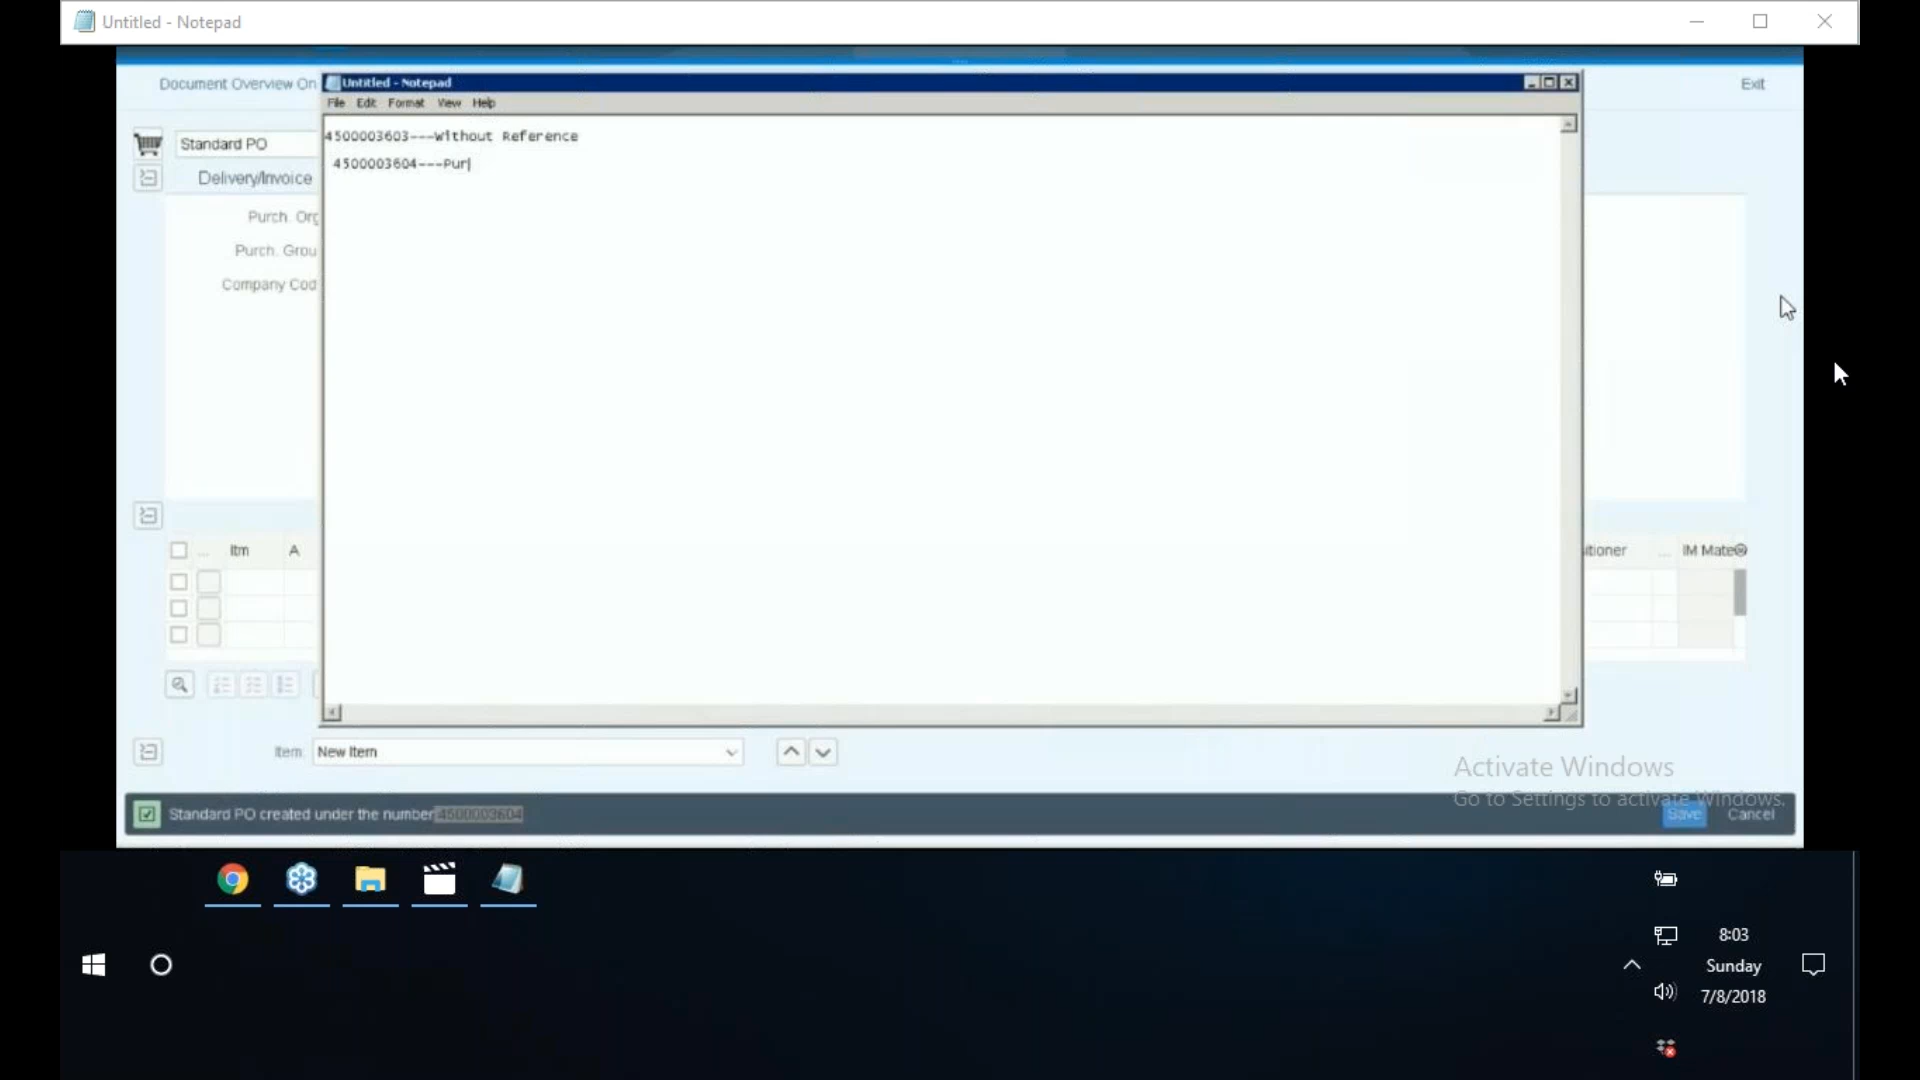 Untitled - Notepad
Document Overview On
Untitled - Notepad
Exit
File Edit Format View Help
4500003603---Without Reference
Standard PO
4500003604---Pur
Delivery/Invoice
Purch. Org
Purch. Grou
Company Cod
... Itm A
itioner ... IM Mate
Item New Item
Activate Windows
Go to Settings to activate Windows.
Standard PO created under the number 4500003604
Save Cancel
8:03
Sunday
7/8/2018